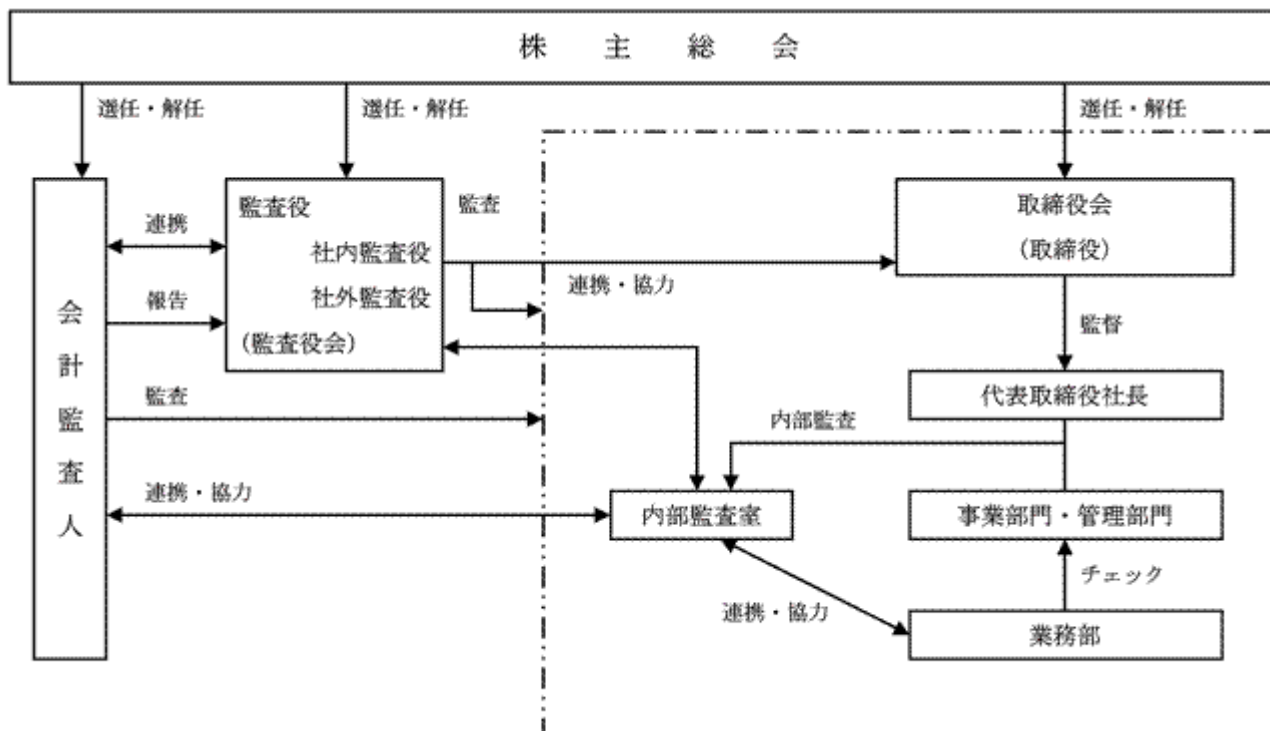 株主総会
選任・解任
選任・解任
選任・解任
監査役
社内監査役
社外監査役
(監査役会)
監査
取締役会
(取締役)
連携
連携・協力
報告
会計監査人
監督
代表取締役社長
監査
内部監査
連携・協力
内部監査室
事業部門・管理部門
チェック
連携・協力
業務部